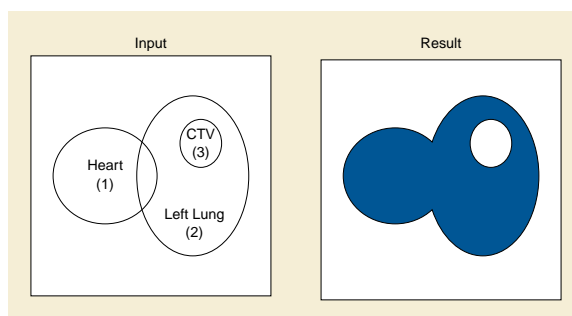 Input
Result
CTV
(3)
Heart
(1)
Left Lung
(2)